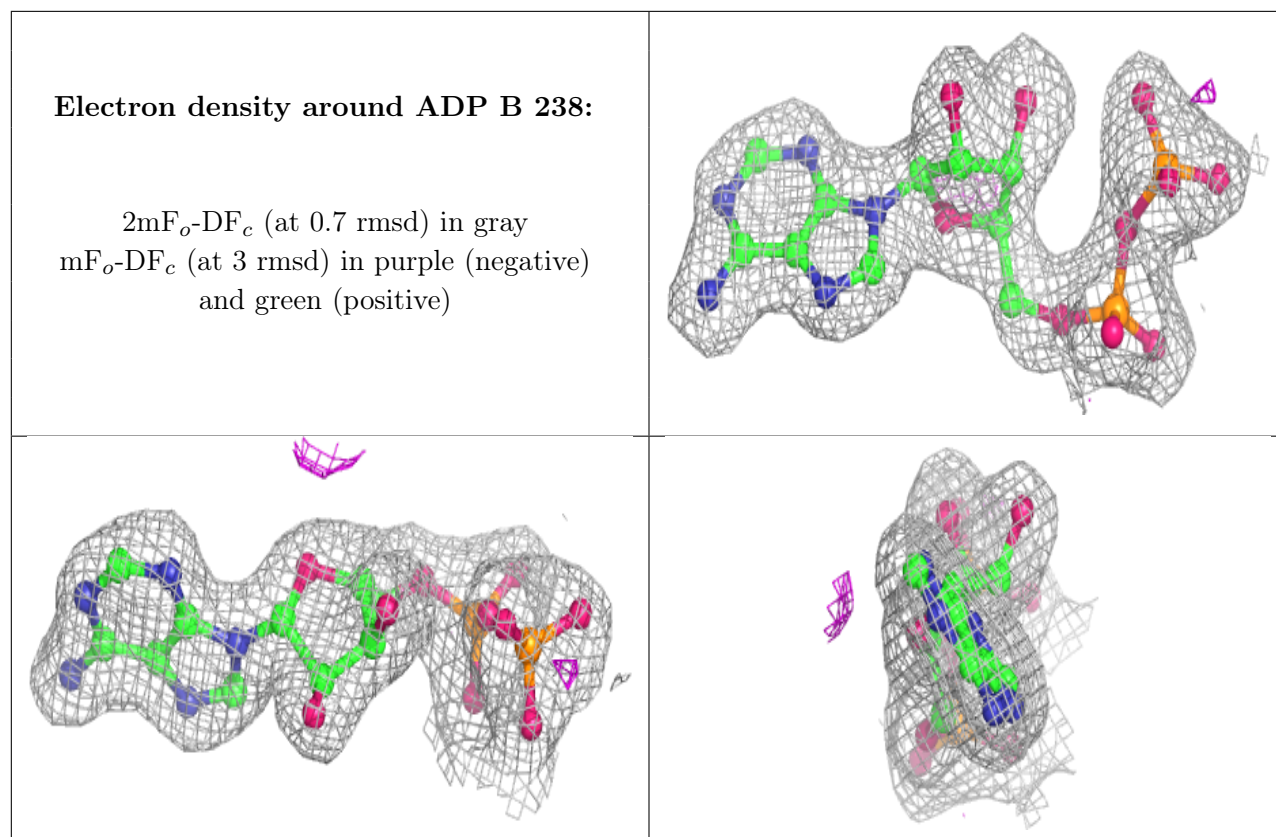 Electron density around ADP B 238:
2mFo-DFc (at 0.7 rmsd) in gray
mFo-DFc (at 3 rmsd) in purple (negative)
and green (positive)